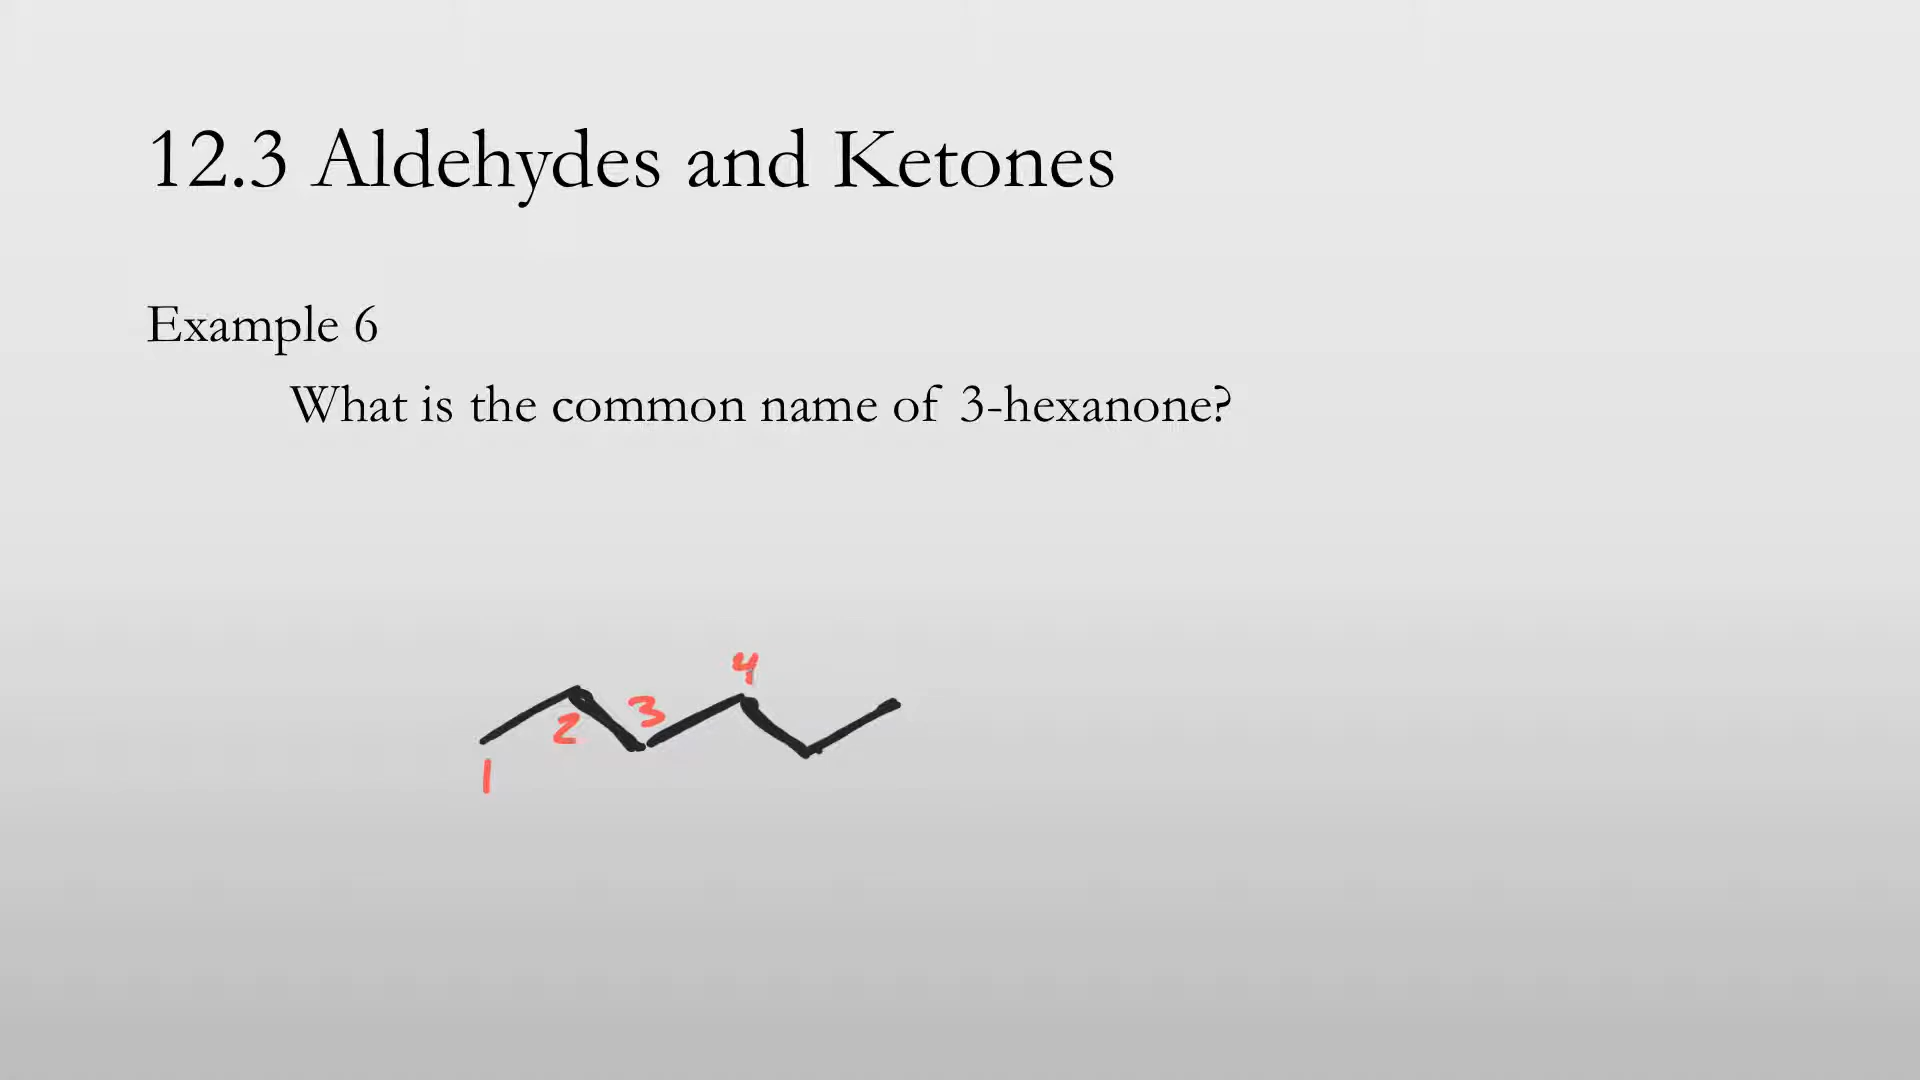 12.3 Aldehydes and Ketones
Example 6
What is the common name of 3-hexanone?
4
3
2
1